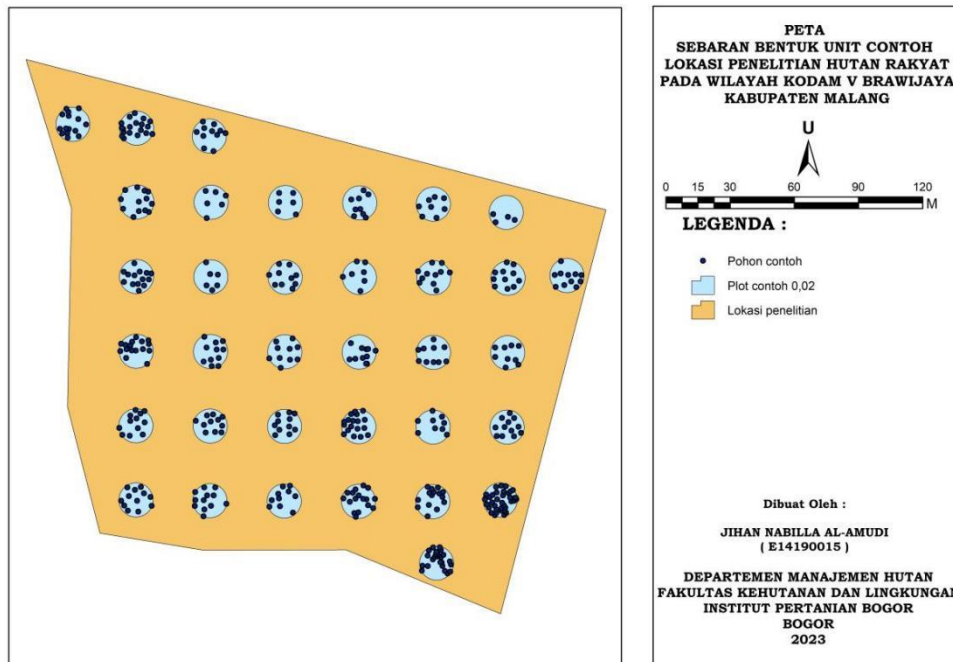 PETA
SEBARAN BENTUK UNIT CONTOH
LOKASI PENELITIAN HUTAN RAKYAT
PADA WILAYAH KODAM V BRAWIJAYA
KABUPATEN MALANG
U
0 15 30 60 90 120
M
LEGENDA :
Pohon contoh
Plot contoh 0,02
Lokasi penelitian
Dibuat Oleh :
JIHAN NABILLA AL-AMUDI
( E14190015 )
DEPARTEMEN MANAJEMEN HUTAN
FAKULTAS KEHUTANAN DAN LINGKUNGAN
INSTITUT PERTANIAN BOGOR
BOGOR
2023